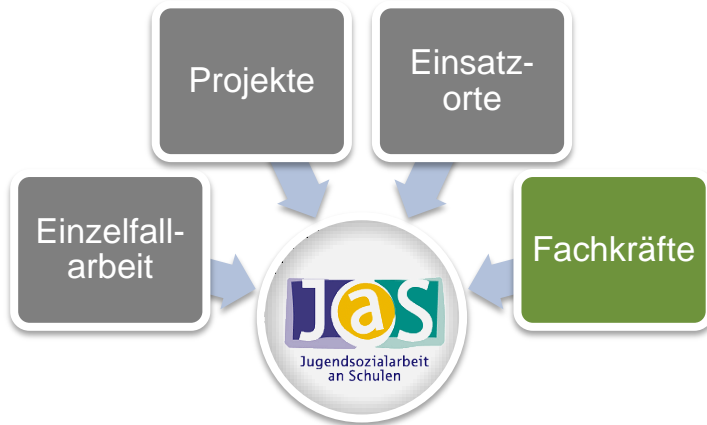 Projekte
Einsatz-
orte
Einzelfall-
arbeit
Fachkräfte
JaS
Jugendsozialarbeit
an Schulen